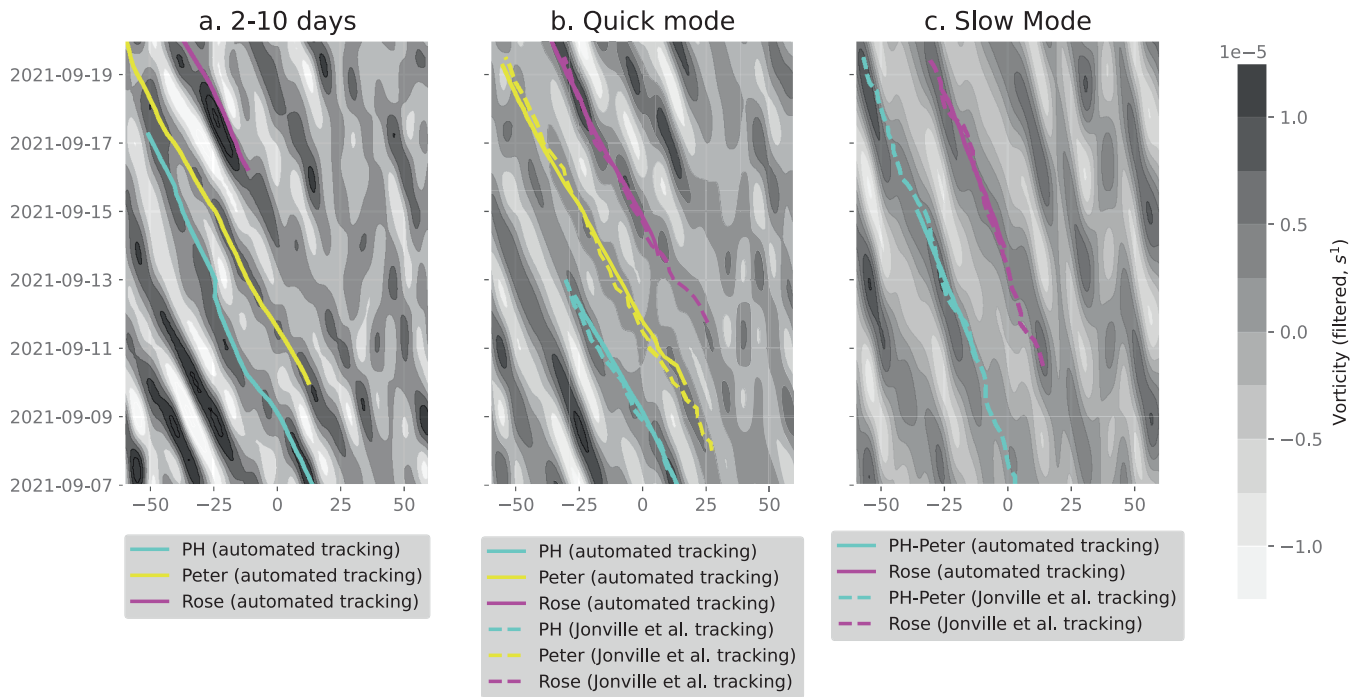 a. 2-10 days
b. Quick mode
c. Slow Mode
2021-09-19
2021-09-17
2021-09-15
2021-09-13
2021-09-11
2021-09-09
2021-09-07
−50 −25 0 25 50
−50 −25 0 25 50
−50 −25 0 25 50
1e−5
1.0
0.5
0.0
−0.5
−1.0
Vorticity (filtered, s¹)
PH (automated tracking)
Peter (automated tracking)
Rose (automated tracking)
PH (automated tracking)
Peter (automated tracking)
Rose (automated tracking)
PH (Jonville et al. tracking)
Peter (Jonville et al. tracking)
Rose (Jonville et al. tracking)
PH-Peter (automated tracking)
Rose (automated tracking)
PH-Peter (Jonville et al. tracking)
Rose (Jonville et al. tracking)